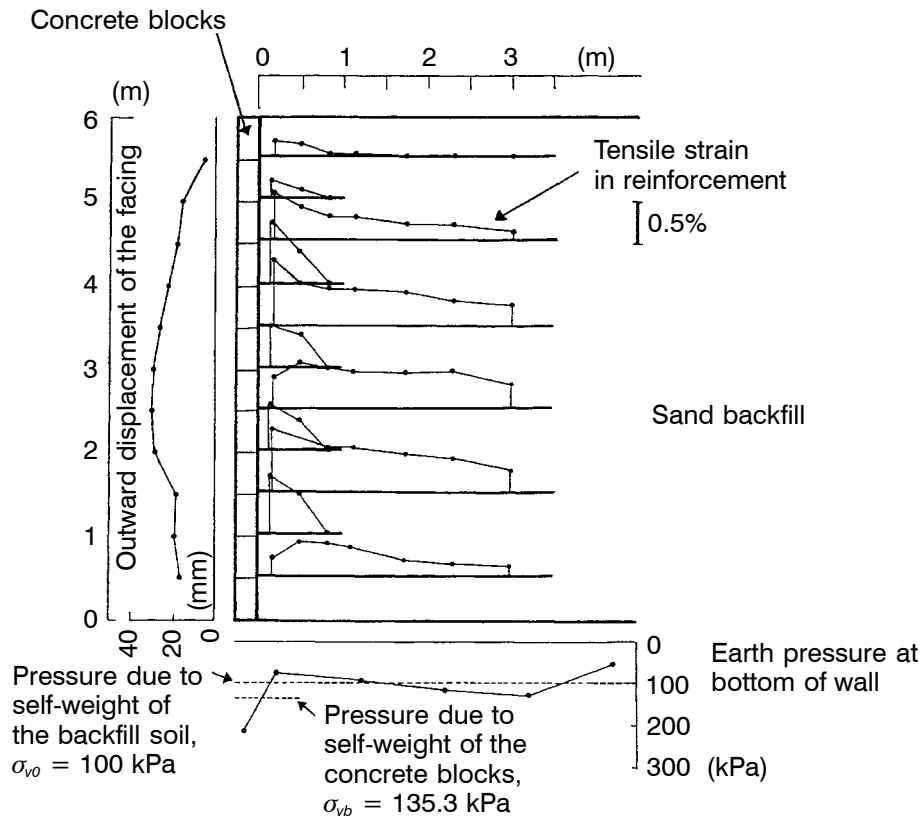 Concrete blocks
0 1 2 3 (m)
(m)
6
5
4
3
2
1
0
Outward displacement of the facing
(mm)
40 20 0
Tensile strain
in reinforcement
0.5%
Sand backfill
0
100
200
300 (kPa)
Earth pressure at
bottom of wall
Pressure due to
self-weight of
the backfill soil,
σv0 = 100 kPa
Pressure due to
self-weight of the
concrete blocks,
σvb = 135.3 kPa